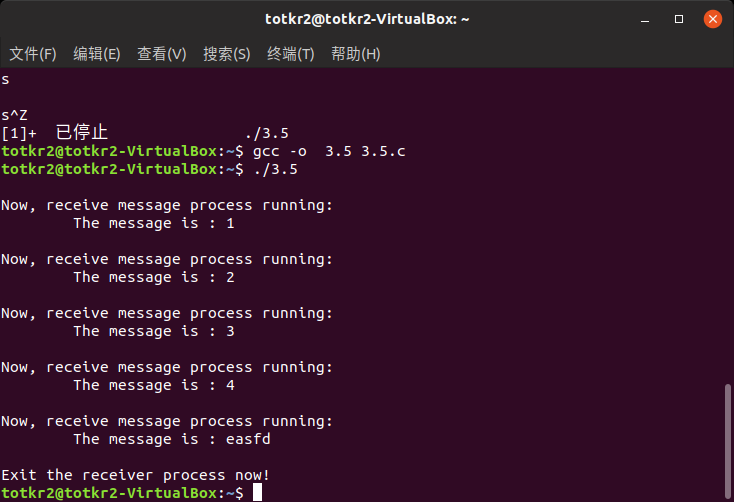 totkr2@totkr2-VirtualBox: ~
文件(F) 编辑(E) 查看(V) 搜索(S) 终端(T) 帮助(H)
s
s^Z
[1]+  已停止               ./3.5
totkr2@totkr2-VirtualBox:~$ gcc -o  3.5 3.5.c
totkr2@totkr2-VirtualBox:~$ ./3.5
Now, receive message process running:
        The message is : 1
Now, receive message process running:
        The message is : 2
Now, receive message process running:
        The message is : 3
Now, receive message process running:
        The message is : 4
Now, receive message process running:
        The message is : easfd
Exit the receiver process now!
totkr2@totkr2-VirtualBox:~$